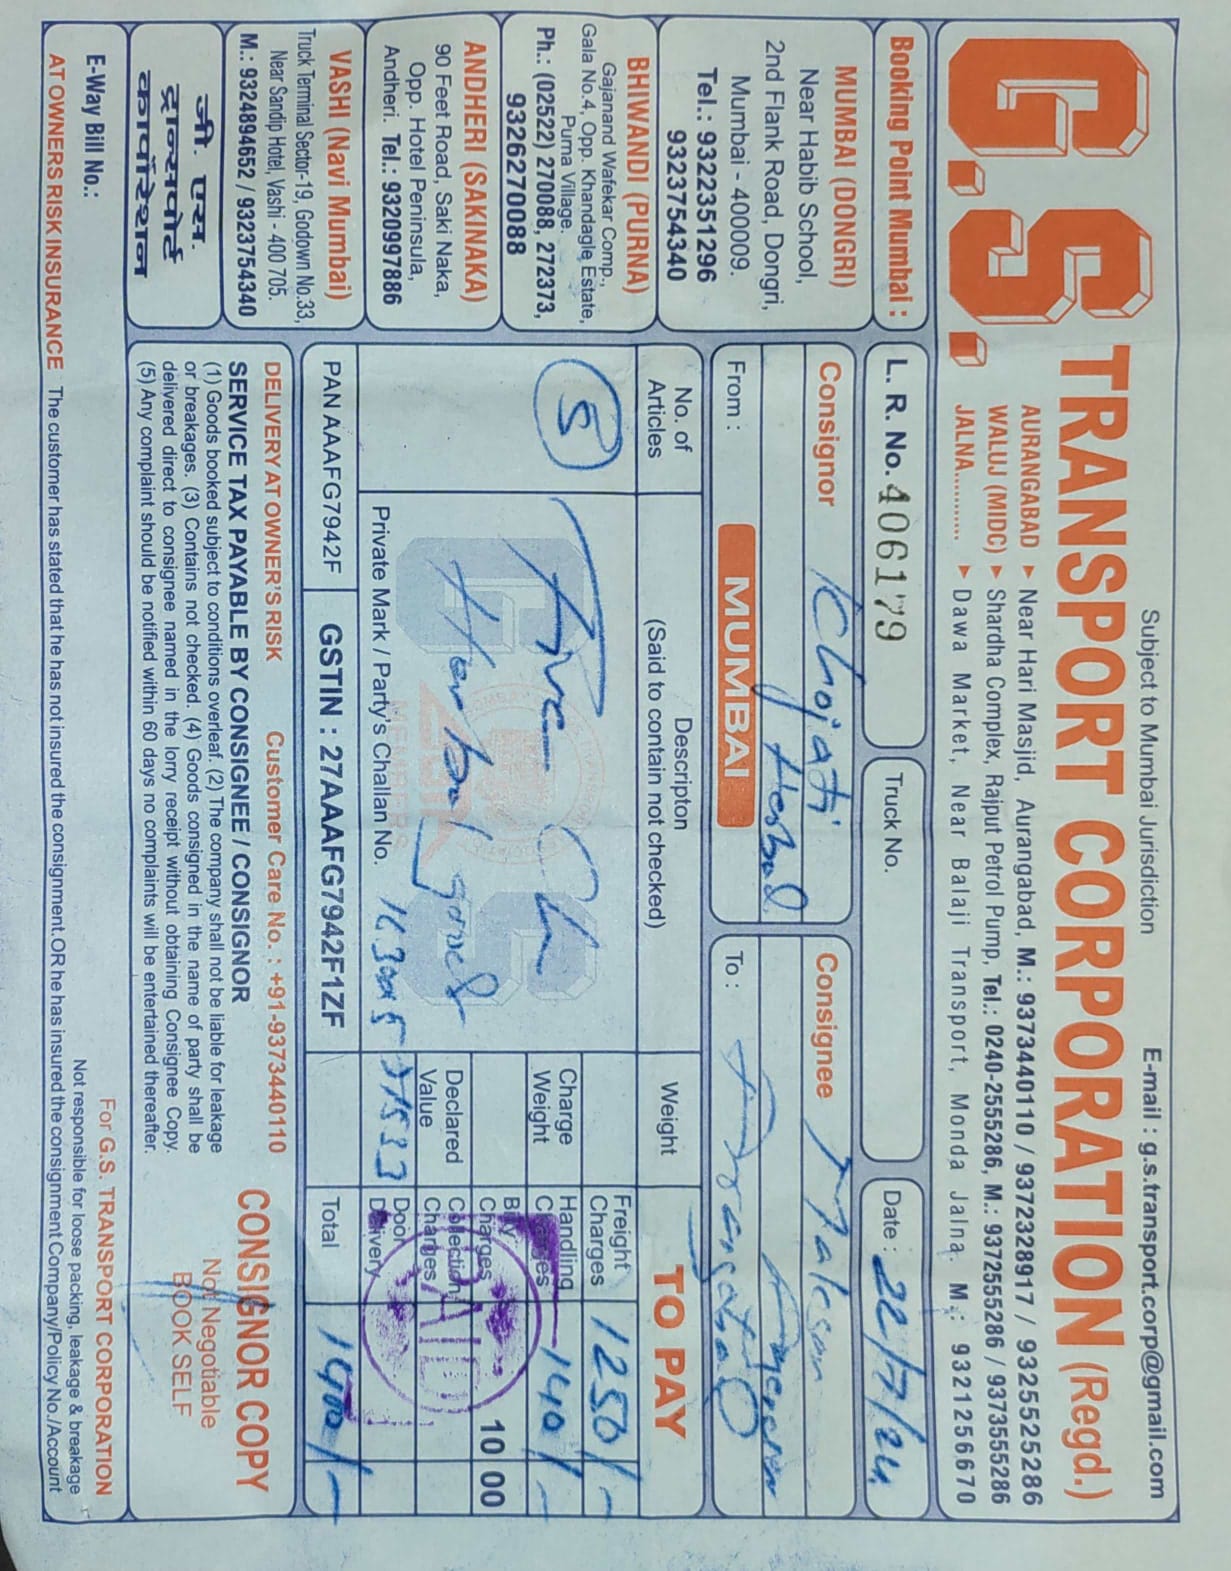 Subject to Mumbai Jurisdiction E-mail : g.s.transport.corp@gmail.com
G.S. TRANSPORT CORPORATION (Regd.)
AURANGABAD ➤ Near Hari Masjid, Aurangabad, M.: 9373440110 / 9372328917 / 9325525286
WALUJ (MIDC) ➤ Shardha Complex, Rajput Petrol Pump, Tel.: 0240-2555286, M.: 9372555286 / 9373555286
JALNA........... ➤ Dawa Market, Near Balaji Transport, Monda Jalna. M.: 9321256670
Booking Point Mumbai :
MUMBAI (DONGRI)
Near Habib School,
2nd Flank Road, Dongri,
Mumbai - 400009.
Tel.: 9322351296
9323754340
BHIWANDI (PURNA)
Gajanand Wafekar Comp.,
Gala No.4, Opp. Khandagle Estate,
Purna Village.
Ph.: (02522) 270088, 272373,
9326270088
ANDHERI (SAKINAKA)
90 Feet Road, Saki Naka,
Opp. Hotel Peninsula,
Andheri. Tel.: 9320997886
VASHI (Navi Mumbai)
Truck Terminal Sector-19, Godown No.33,
Near Sandip Hotel, Vashi - 400 705.
M.: 9324894652 / 9323754340
जी. एस.
ट्रान्सपोर्ट
कार्पोरेशन
L. R. No. 406179
Truck No.
Date : 22/7/24
Consignor Khojati
Herbal
Consignee
From : MUMBAI
To :
No. of Articles
Descripton
(Said to contain not checked)
Weight
TO PAY
5
Five
Herbal goods
Private Mark / Party's Challan No.
Charge Weight
Declared Value
Freight Charges 1250/-
Handling Charges 140/-
Bilty Charges 10 00
Collection Charges
Door Delivery
Total 1400/-
PAID
PAN AAAFG7942F
GSTIN : 27AAAFG7942F1ZF
DELIVERY AT OWNER'S RISK Customer Care No. : +91-9373440110
SERVICE TAX PAYABLE BY CONSIGNEE / CONSIGNOR
(1) Goods booked subject to conditions overleaf. (2) The company shall not be liable for leakage
or breakages. (3) Contains not checked. (4) Goods consigned in the name of party shall be
delivered direct to consignee named in the lorry receipt without obtaining Consignee Copy.
(5) Any complaint should be notified within 60 days no complaints will be entertained thereafter.
CONSIGNOR COPY
Not Negotiable
BOOK SELF
For G.S. TRANSPORT CORPORATION
E-Way Bill No.:
Not responsible for loose packing, leakage & breakage
AT OWNERS RISK INSURANCE The customer has stated that he has not insured the consignment. OR he has insured the consignment Company/Policy No./Account